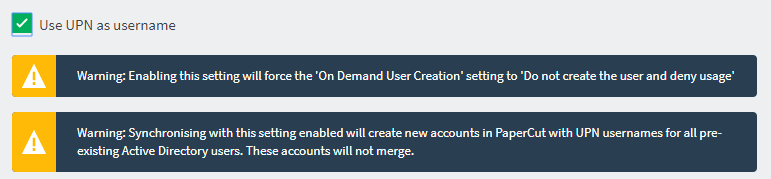 Use UPN as username
Warning: Enabling this setting will force the 'On Demand User Creation' setting to 'Do not create the user and deny usage'
Warning: Synchronising with this setting enabled will create new accounts in PaperCut with UPN usernames for all pre-
existing Active Directory users. These accounts will not merge.